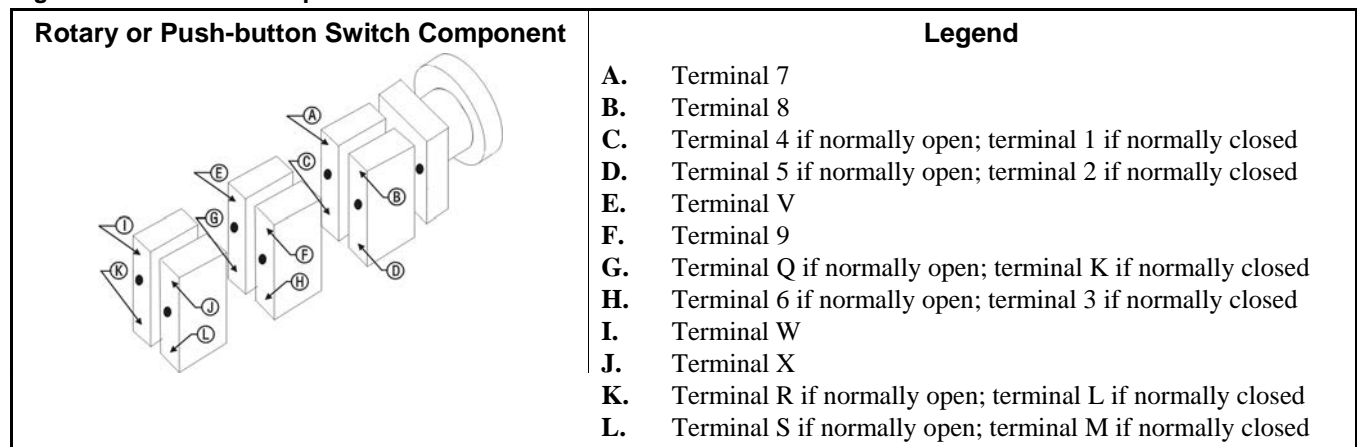 Rotary or Push-button Switch Component
A
E
C
I
G
B
K
F
D
H
J
L
Legend
A. Terminal 7
B. Terminal 8
C. Terminal 4 if normally open; terminal 1 if normally closed
D. Terminal 5 if normally open; terminal 2 if normally closed
E. Terminal V
F. Terminal 9
G. Terminal Q if normally open; terminal K if normally closed
H. Terminal 6 if normally open; terminal 3 if normally closed
I. Terminal W
J. Terminal X
K. Terminal R if normally open; terminal L if normally closed
L. Terminal S if normally open; terminal M if normally closed